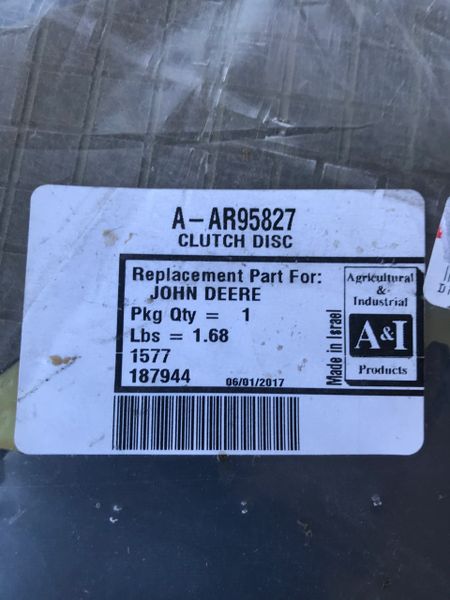 A-AR95827
CLUTCH DISC
Replacement Part For:
JOHN DEERE
Pkg Qty = 1
Lbs = 1.68
1577
187944
06/01/2017
Made in Israel
Agricultural
&
Industrial
A&I
Products